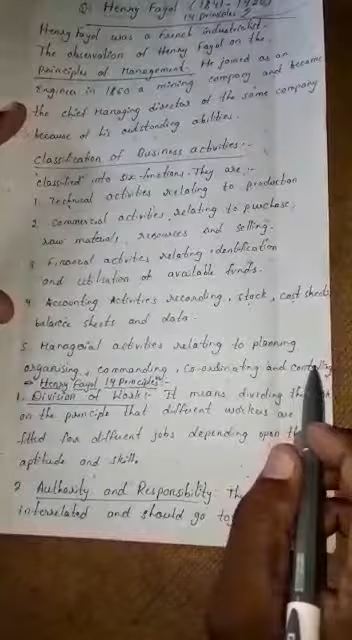 Q. Henry Fayol (1841-1920)
14 principles
Henry Fayol was a French industrialist.
The observation of Henry Fayol on the
principles of Management. He joined as an
Engineer in 1860 a mining company and became
the chief Managing director of the same company
because of his outstanding abilities.
Classification of Business activities:-
classified into six functions. They are:-
1. Technical activities relating to production
2. Commercial activities relating to purchase,
raw materials, resources and selling.
3. Financial activities relating identification
and utilisation of available funds.
4. Accounting Activities recording, stock, cost sheets
balance sheets and data.
5. Managerial activities relating to planning
organising, commanding, co-ordinating and controlling
Henry Fayol 14 Principles:-
1. Division of Work:- It means dividing the
on the principle That different workers are
fitted for different jobs depending upon
aptitude and skills.
2. Authority and Responsibility:
interrelated and should go